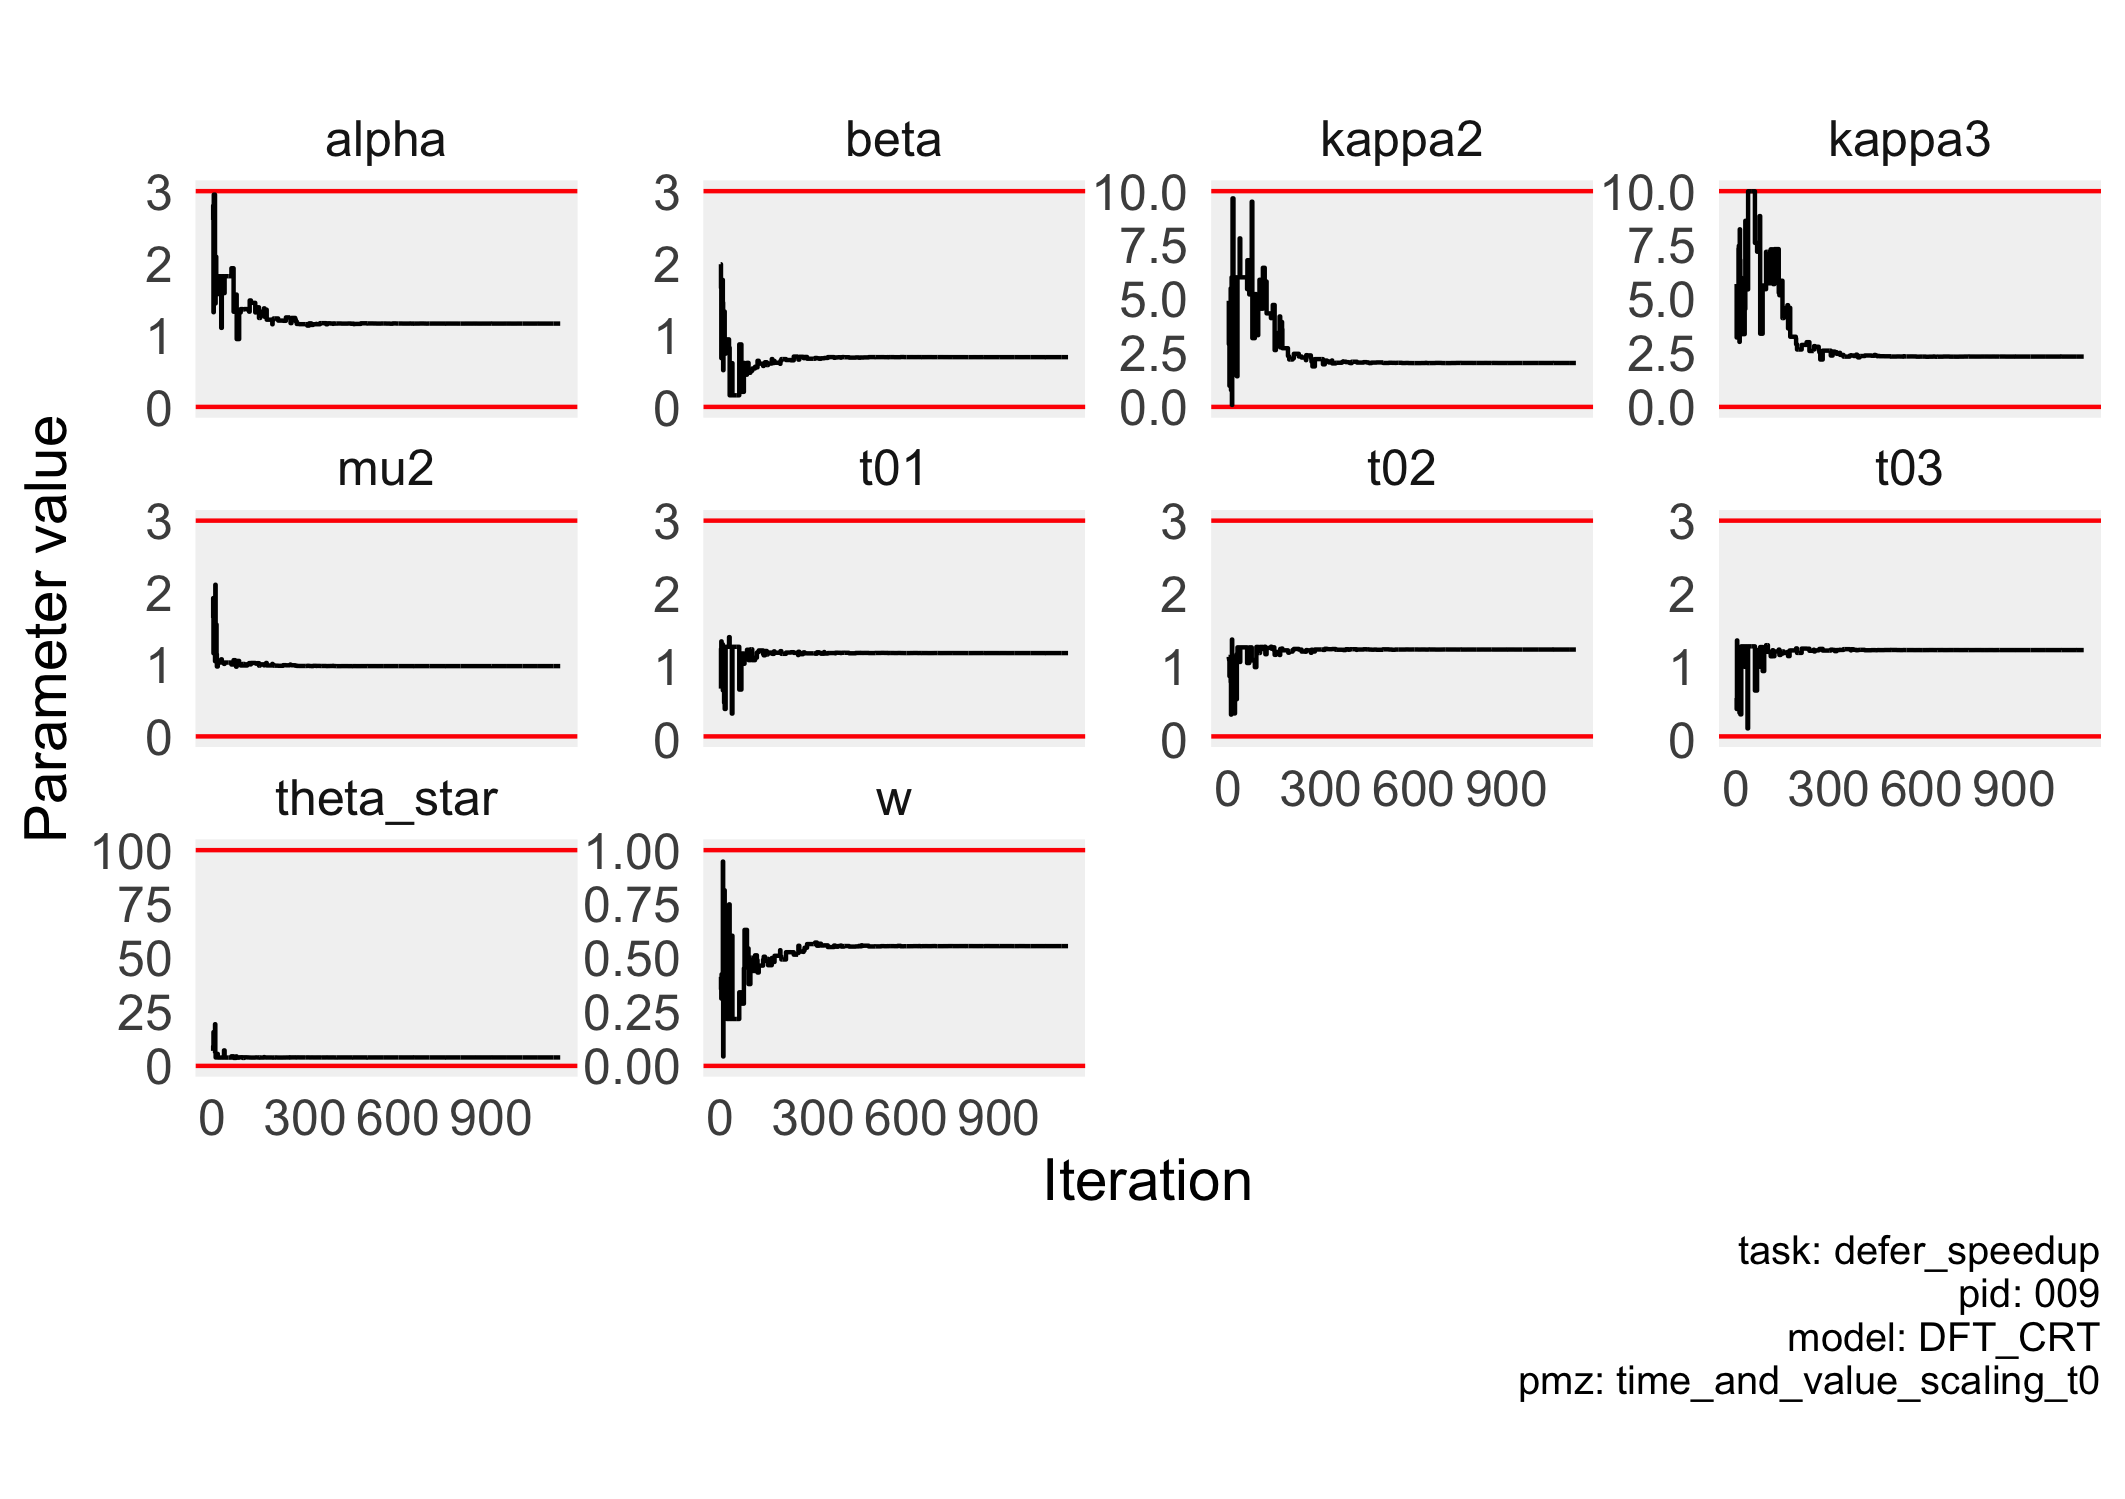 alpha beta kappa2 kappa3
3 3 10.0 10.0
2 2 7.5 7.5
1 1 5.0 5.0
0 0 2.5 2.5
0.0 0.0
mu2 t01 t02 t03
3 3 3 3
2 2 2 2
1 1 1 1
0 0 0 0
0 300 600 900 0 300 600 900
theta_star w
100 1.00
75 0.75
50 0.50
25 0.25
0 0.00
0 300 600 900 0 300 600 900
Parameter value
Iteration
task: defer_speedup
pid: 009
model: DFT_CRT
pmz: time_and_value_scaling_t0